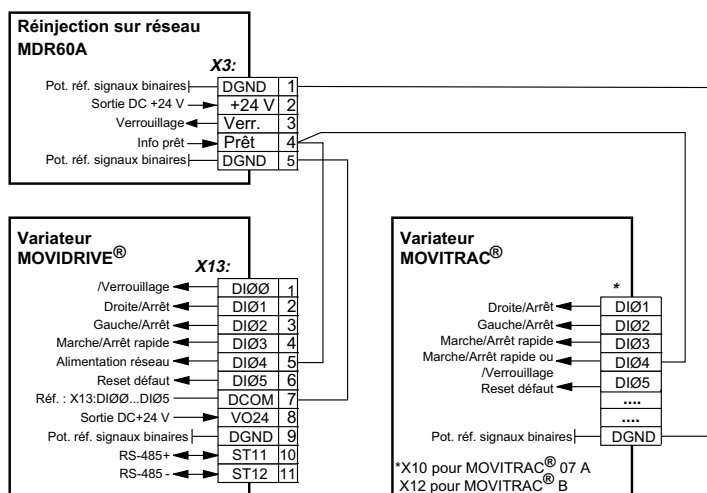 Réinjection sur réseau
MDR60A
X3:
Pot. réf. signaux binaires DGND 1
Sortie DC +24 V +24 V 2
Verrouillage Verr. 3
Info prêt Prêt 4
Pot. réf. signaux binaires DGND 5
Variateur
MOVIDRIVE®
X13:
/Verrouillage DIØØ 1
Droite/Arrêt DIØ1 2
Gauche/Arrêt DIØ2 3
Marche/Arrêt rapide DIØ3 4
Alimentation réseau DIØ4 5
Reset défaut DIØ5 6
Réf. : X13:DIØØ...DIØ5 DCOM 7
Sortie DC+24 V VO24 8
Pot. réf. signaux binaires DGND 9
RS-485+ ST11 10
RS-485 - ST12 11
Variateur
MOVITRAC®
*
Droite/Arrêt DIØ1
Gauche/Arrêt DIØ2
Marche/Arrêt rapide DIØ3
Marche/Arrêt rapide ou DIØ4
/Verrouillage
Reset défaut DIØ5
....
....
Pot. réf. signaux binaires DGND
*X10 pour MOVITRAC® 07 A
X12 pour MOVITRAC® B